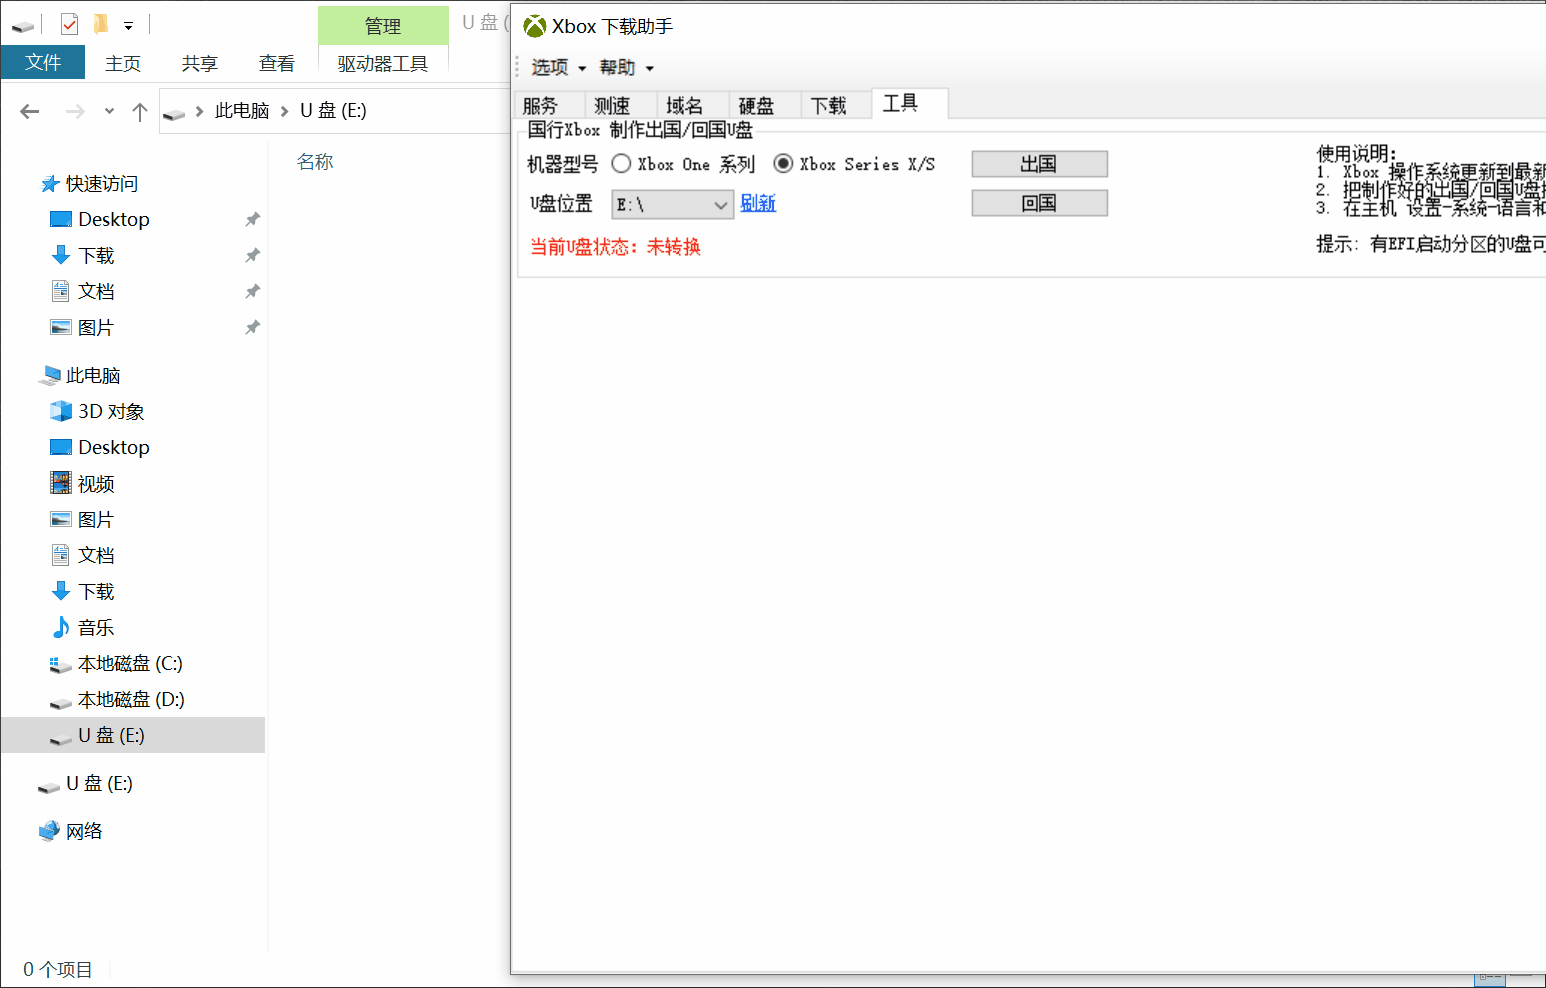 管理
U 盘 (
文件
主页
共享
查看
驱动器工具
此电脑
U 盘 (E:)
名称
快速访问
Desktop
下载
文档
图片
此电脑
3D 对象
Desktop
视频
图片
文档
下载
音乐
本地磁盘 (C:)
本地磁盘 (D:)
U 盘 (E:)
U 盘 (E:)
网络
0 个项目
Xbox 下载助手
选项
帮助
服务
测速
域名
硬盘
下载
工具
国行Xbox 制作出国/回国U盘
机器型号
Xbox One 系列
Xbox Series X/S
出国
U盘位置
E:\
刷新
回国
当前U盘状态: 未转换
使用说明:
1. Xbox 操作系统更新到最新
2. 把制作好的出国/回国U盘
3. 在主机 设置-系统-语言和
提示: 有EFI启动分区的U盘可